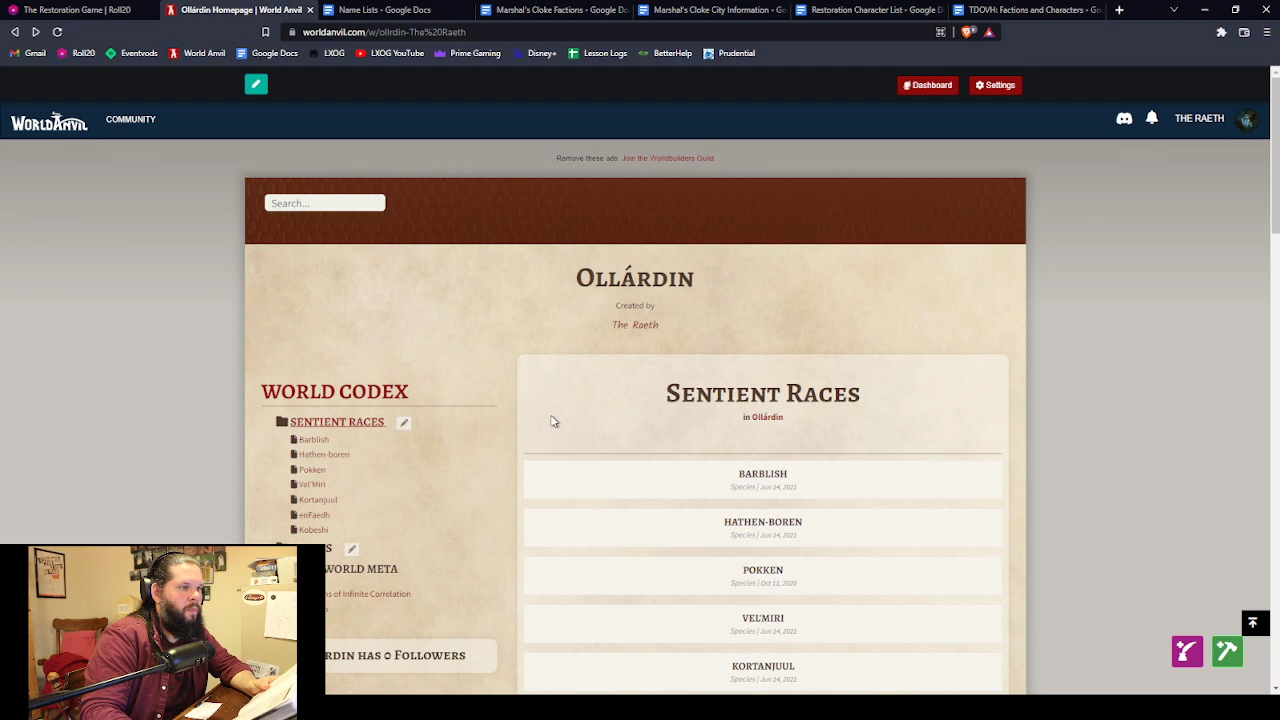 The Restoration Game | Roll20
Ollárdin Homepage | World Anvil
Name Lists - Google Docs
Marshal's Cloke Factions - Google Do
Marshal's Cloke City Information - Go
Restoration Character List - Google D
TDOVH: Factions and Characters - Go
worldanvil.com/w/ollrdin-The%20Raeth
Gmail
Roll20
Eventvods
World Anvil
Google Docs
LXOG
YouTube
Prime Gaming
Disney+
Lesson Logs
BetterHelp
Prudential
Dashboard
Settings
WORLDANVIL
COMMUNITY
THE RAETH
Remove these ads. Join the Worldbuilders Guild
Search...
OLLÁRDIN
Created by
The Raeth
WORLD CODEX
SENTIENT RACES
Barblish
Hathen-boren
Pokken
Vel'Miri
Kortanjuul
enFaedh
Kobeshi
S
WORLD META
ns of Infinite Correlation
RDIN HAS 0 FOLLOWERS
SENTIENT RACES
in Ollárdin
BARBLISH
Species | Jun 14, 2021
HATHEN-BOREN
Species | Jun 14, 2021
POKKEN
Species | Oct 11, 2020
VEL'MIRI
Species | Jun 14, 2021
KORTANJUUL
Species | Jun 14, 2021